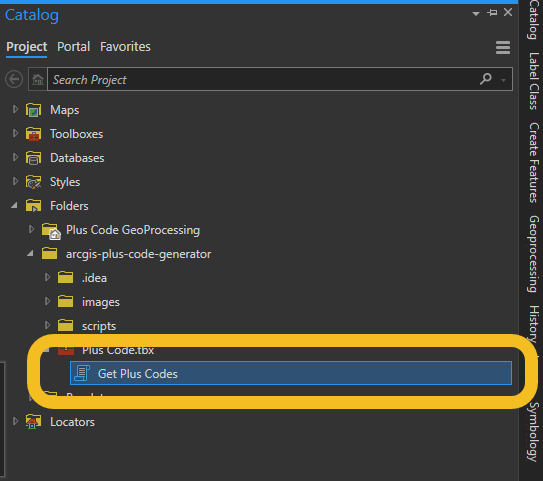 Catalog
Project Portal Favorites
Search Project
Maps
Toolboxes
Databases
Styles
Folders
Plus Code GeoProcessing
arcgis-plus-code-generator
.idea
images
scripts
Plus Code.tbx
Get Plus Codes
Locators
Catalog
Label Class
Create Features
Geoprocessing
History
Symbology